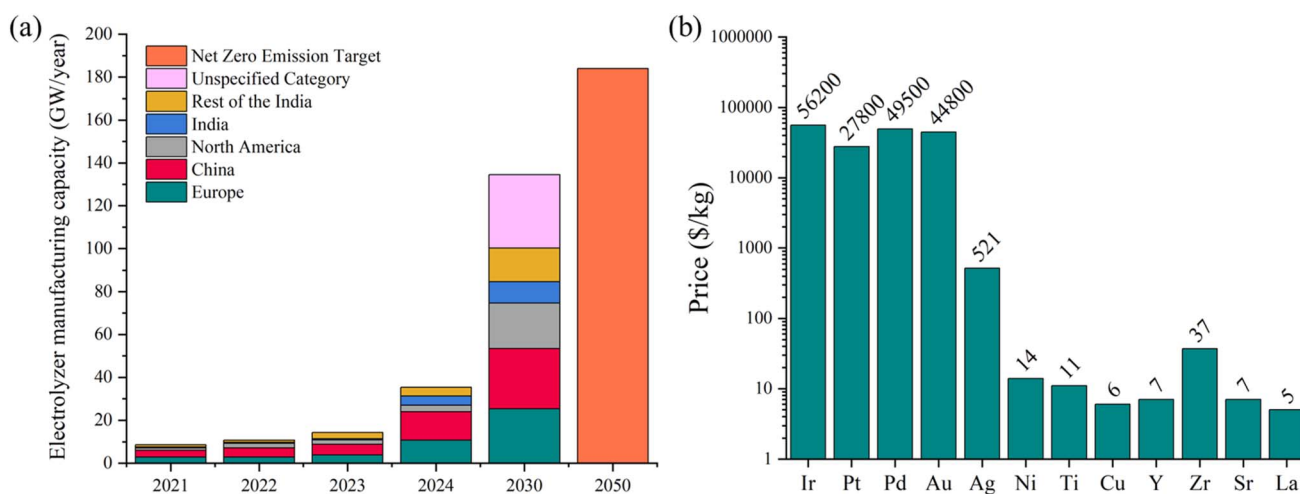 (a)
Electrolyzer manufacturing capacity (GW/year)
200
180
160
140
120
100
80
60
40
20
0
Net Zero Emission Target
Unspecified Category
Rest of the India
India
North America
China
Europe
2021 2022 2023 2024 2030 2050
(b)
Price ($/kg)
1000000
100000
10000
1000
100
10
1
56200 27800 49500 44800 521 14 11 6 7 37 7 5
Ir Pt Pd Au Ag Ni Ti Cu Y Zr Sr La